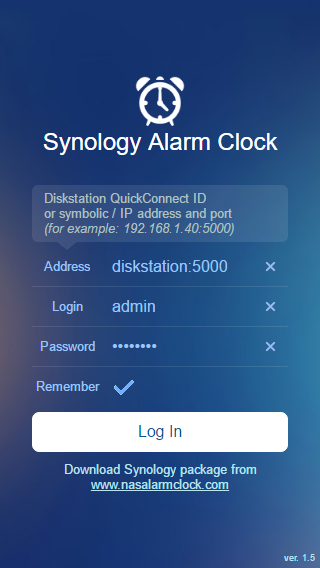 Synology Alarm Clock
Diskstation QuickConnect ID
or symbolic / IP address and port
(for example: 192.168.1.40:5000)
Address diskstation:5000
Login admin
Password ••••••••
Remember
Log In
Download Synology package from
www.nasalarmclock.com
ver. 1.5